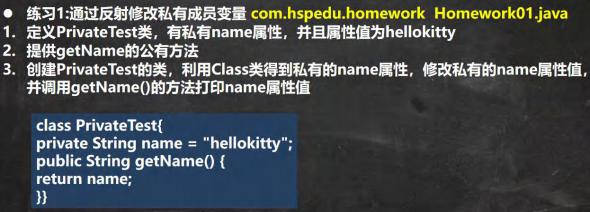 ● 练习1:通过反射修改私有成员变量 com.hspedu.homework Homework01.java
1. 定义PrivateTest类，有私有name属性，并且属性值为hellokitty
2. 提供getName的公有方法
3. 创建PrivateTest的类，利用Class类得到私有的name属性，修改私有的name属性值，
并调用getName()的方法打印name属性值
class PrivateTest{
private String name = "hellokitty";
public String getName() {
return name;
}}